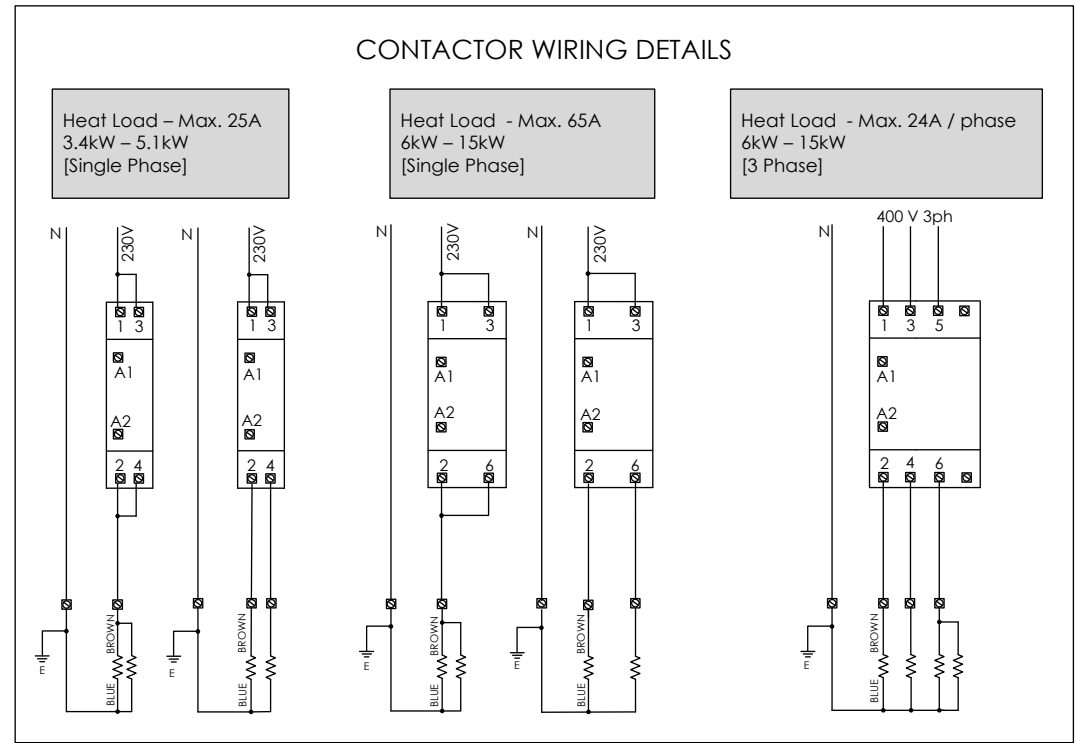 CONTACTOR WIRING DETAILS
Heat Load – Max. 25A
3.4kW – 5.1kW
[Single Phase]
Heat Load - Max. 65A
6kW – 15kW
[Single Phase]
Heat Load - Max. 24A / phase
6kW – 15kW
[3 Phase]
N
230V
1 3
A1
A2
2 4
BROWN
BLUE
E
N
230V
1 3
A1
A2
2 4
BROWN
BLUE
E
N
230V
1 3
A1
A2
2 6
BROWN
BLUE
E
N
230V
1 3
A1
A2
2 6
BROWN
BLUE
E
400 V 3ph
N
1 3 5
A1
A2
2 4 6
BROWN
BLUE
E